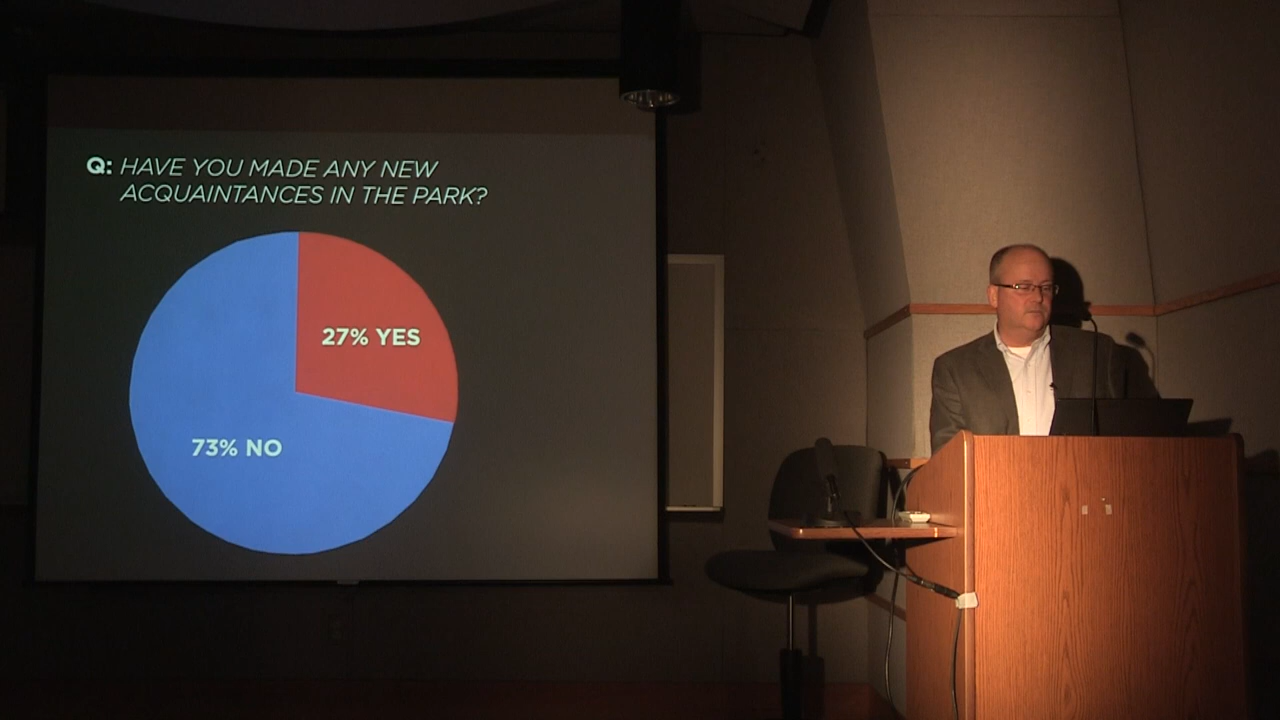 Q: HAVE YOU MADE ANY NEW
ACQUAINTANCES IN THE PARK?
27% YES
73% NO